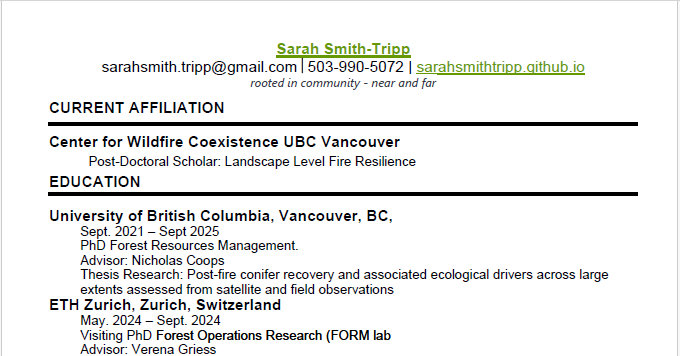 Sarah Smith-Tripp
sarahsmith.tripp@gmail.com | 503-990-5072 | sarahsmithtripp.github.io
rooted in community - near and far
CURRENT AFFILIATION
Center for Wildfire Coexistence UBC Vancouver
Post-Doctoral Scholar: Landscape Level Fire Resilience
EDUCATION
University of British Columbia, Vancouver, BC,
Sept. 2021 – Sept 2025
PhD Forest Resources Management.
Advisor: Nicholas Coops
Thesis Research: Post-fire conifer recovery and associated ecological drivers across large
extents assessed from satellite and field observations
ETH Zurich, Zurich, Switzerland
May. 2024 – Sept. 2024
Visiting PhD Forest Operations Research (FORM lab
Advisor: Verena Griess